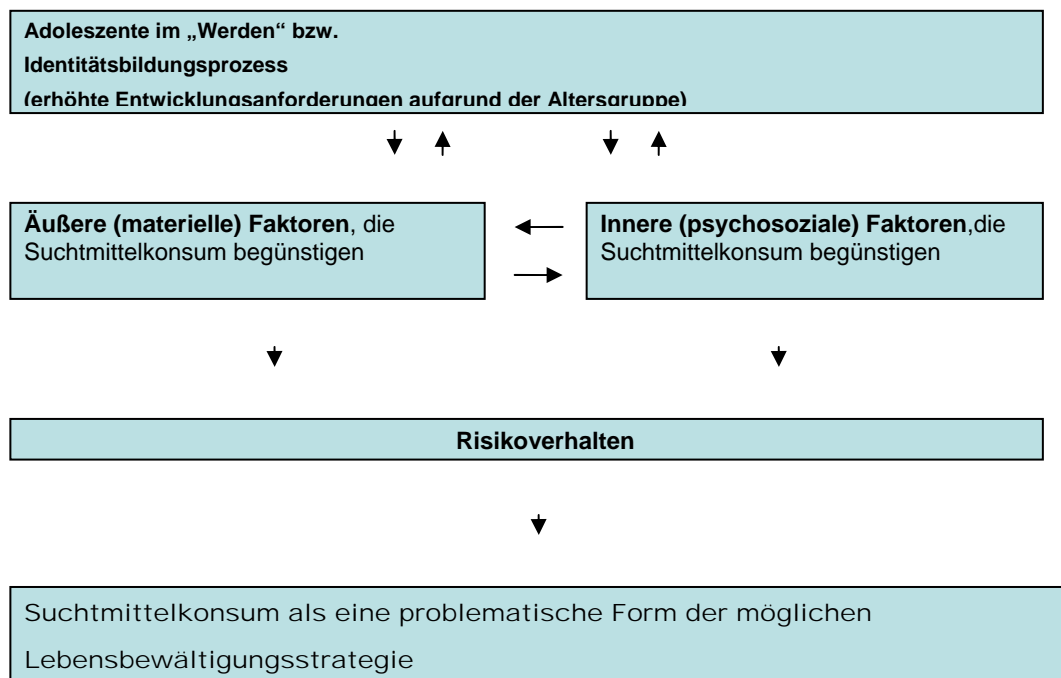 Adoleszente im „Werden“ bzw.
Identitätsbildungsprozess
(erhöhte Entwicklungsanforderungen aufgrund der Altersgruppe)
Äußere (materielle) Faktoren, die
Suchtmittelkonsum begünstigen
Innere (psychosoziale) Faktoren,die
Suchtmittelkonsum begünstigen
Risikoverhalten
Suchtmittelkonsum als eine problematische Form der möglichen
Lebensbewältigungsstrategie